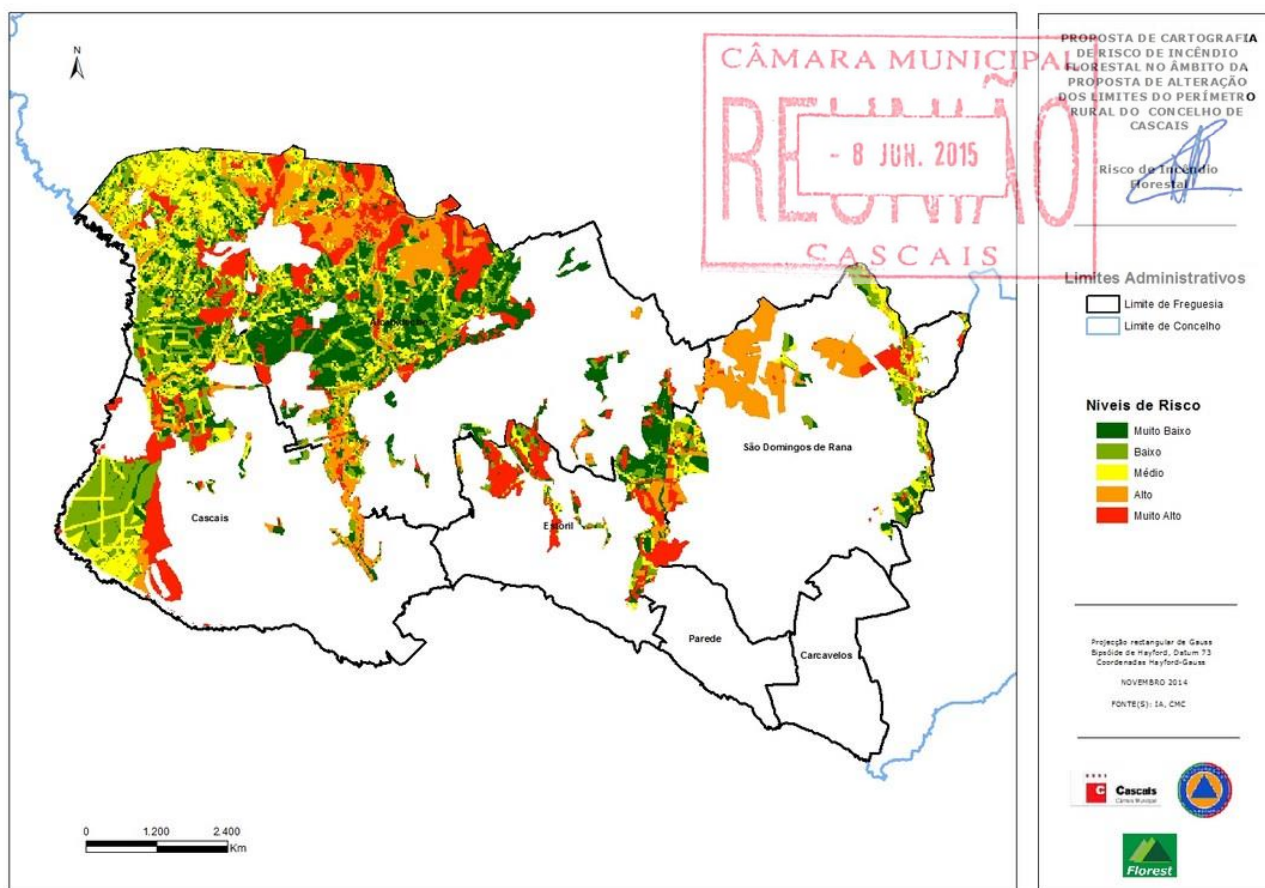 N
CÂMARA MUNICIPAL
REUNIÃO
- 8 JUN. 2015
CASCAIS
PROPOSTA DE CARTOGRAFIA
DE RISCO DE INCÊNDIO
FLORESTAL NO ÂMBITO DA
PROPOSTA DE ALTERAÇÃO
DOS LIMITES DO PERÍMETRO
RURAL DO CONCELHO DE
CASCAIS
Risco de Incêndio
Florestal
Limites Administrativos
Limite de Freguesia
Limite de Concelho
Níveis de Risco
Muito Baixo
Baixo
Médio
Alto
Muito Alto
São Domingos de Rana
Cascais
Estoril
Parede
Carcavelos
0 1.200 2.400
Km
Projecção rectangular de Gauss
Elipsóide de Hayford, Datum 73
Coordenadas Hayford-Gauss
NOVEMBRO 2014
FONTE(S): IA, CMC
C Cascais
Câmara Municipal
Florest